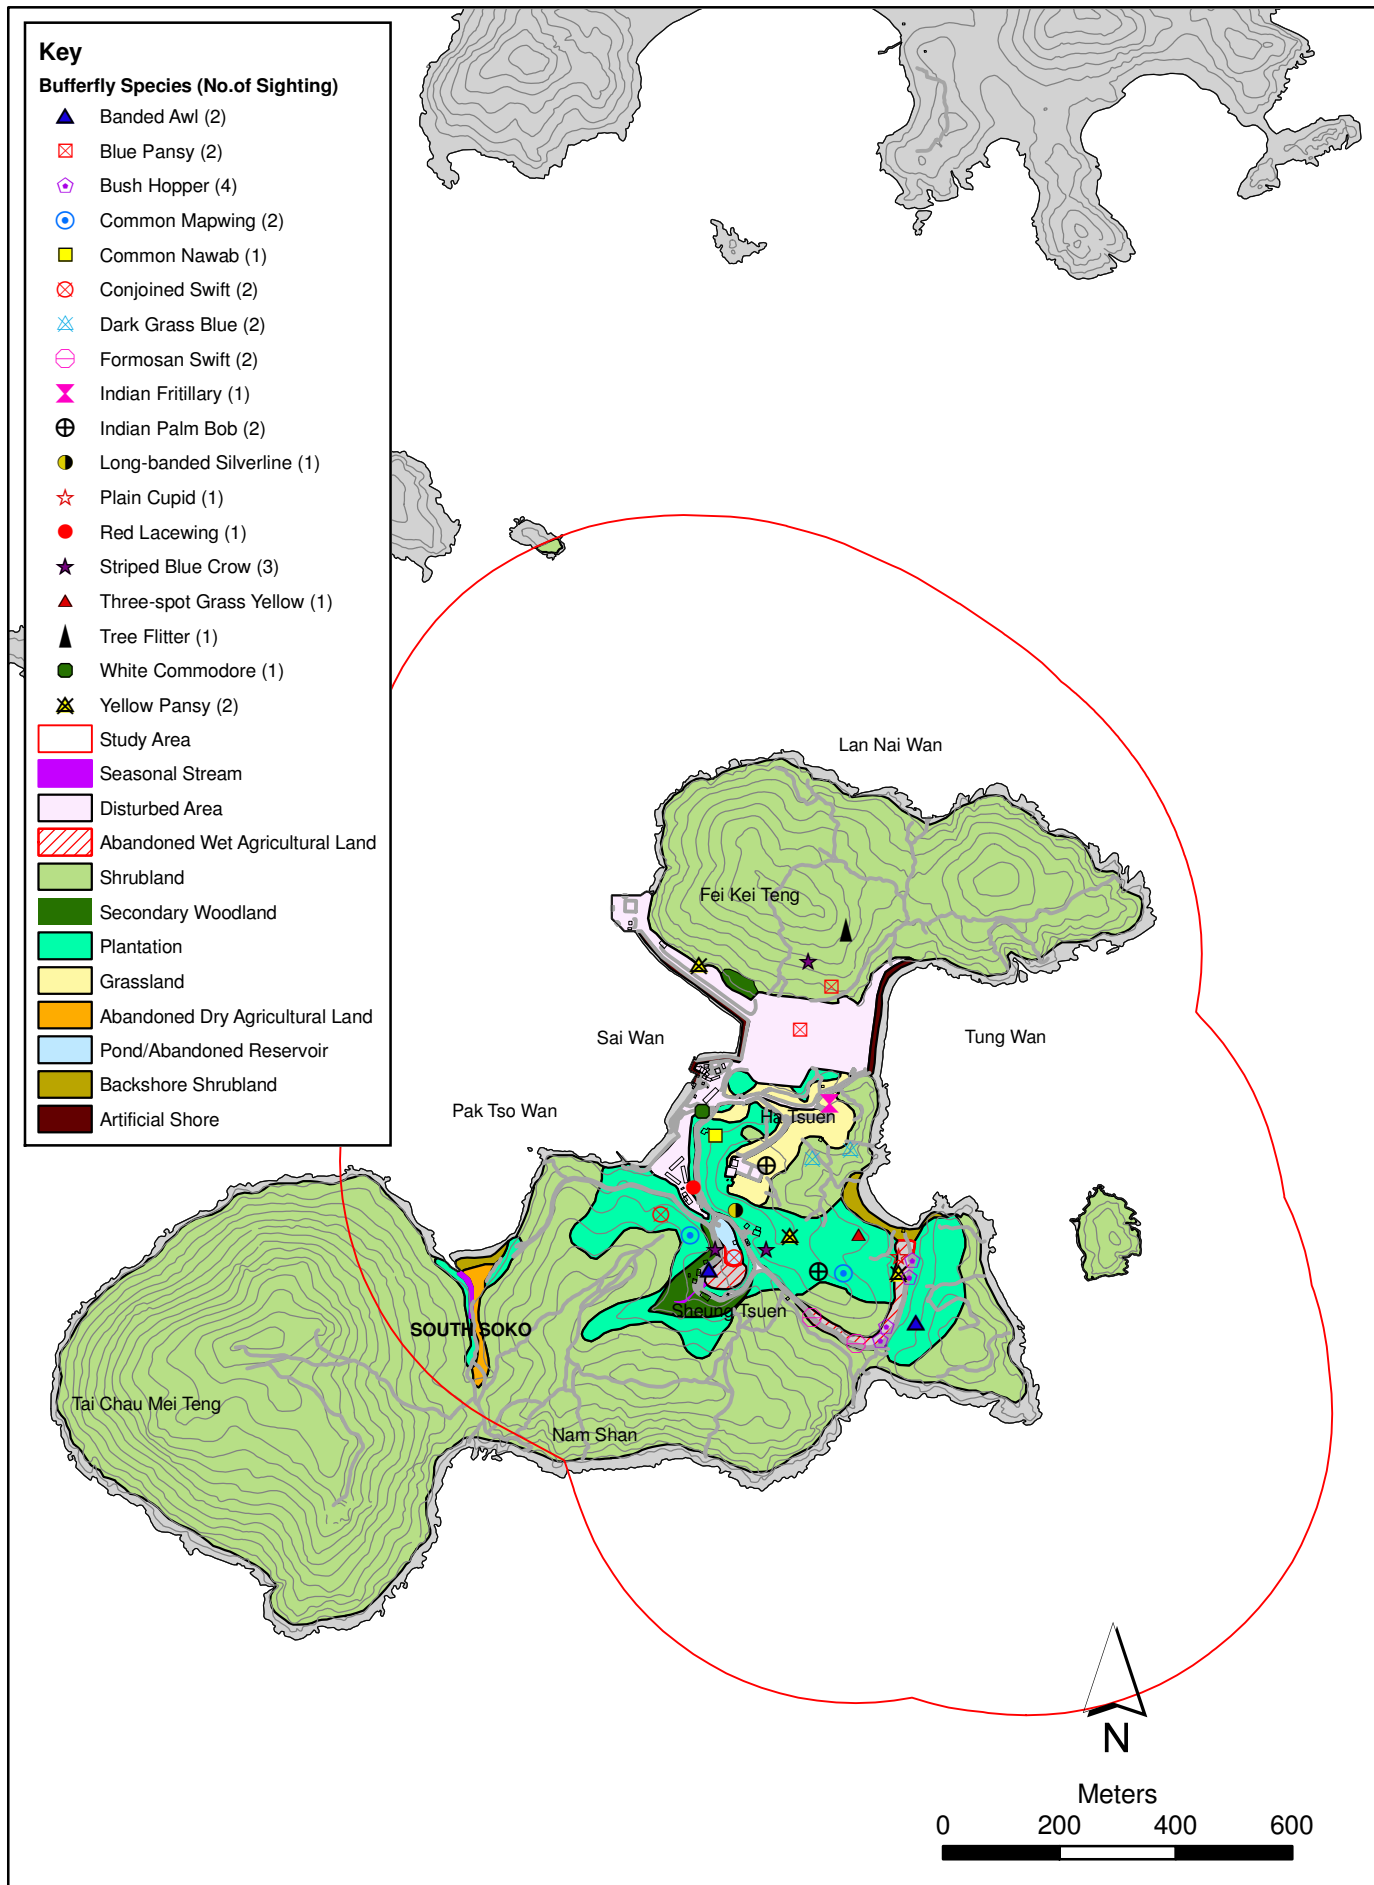 Key
Bufferfly Species (No.of Sighting)
Banded Awl (2)
Blue Pansy (2)
Bush Hopper (4)
Common Mapwing (2)
Common Nawab (1)
Conjoined Swift (2)
Dark Grass Blue (2)
Formosan Swift (2)
Indian Fritillary (1)
Indian Palm Bob (2)
Long-banded Silverline (1)
Plain Cupid (1)
Red Lacewing (1)
Striped Blue Crow (3)
Three-spot Grass Yellow (1)
Tree Flitter (1)
White Commodore (1)
Yellow Pansy (2)
Study Area
Seasonal Stream
Disturbed Area
Abandoned Wet Agricultural Land
Shrubland
Secondary Woodland
Plantation
Grassland
Abandoned Dry Agricultural Land
Pond/Abandoned Reservoir
Backshore Shrubland
Artificial Shore
Lan Nai Wan
Fei Kei Teng
Sai Wan
Tung Wan
Pak Tso Wan
Ha Tsuen
Sheung Tsuen
SOUTH SOKO
Tai Chau Mei Teng
Nam Shan
N
Meters
0 200 400 600